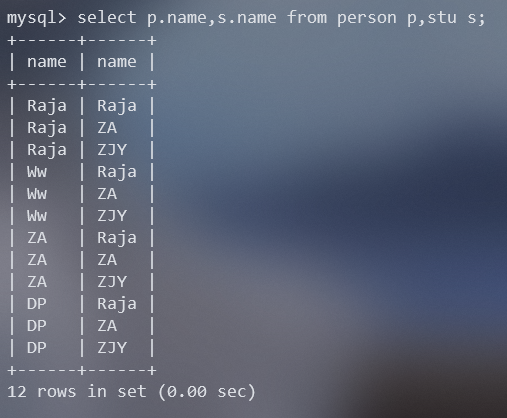 mysql> select p.name,s.name from person p,stu s;
+------+------+
| name | name |
+------+------+
| Raja | Raja |
| Raja | ZA   |
| Raja | ZJY  |
| Ww   | Raja |
| Ww   | ZA   |
| Ww   | ZJY  |
| ZA   | Raja |
| ZA   | ZA   |
| ZA   | ZJY  |
| DP   | Raja |
| DP   | ZA   |
| DP   | ZJY  |
+------+------+
12 rows in set (0.00 sec)